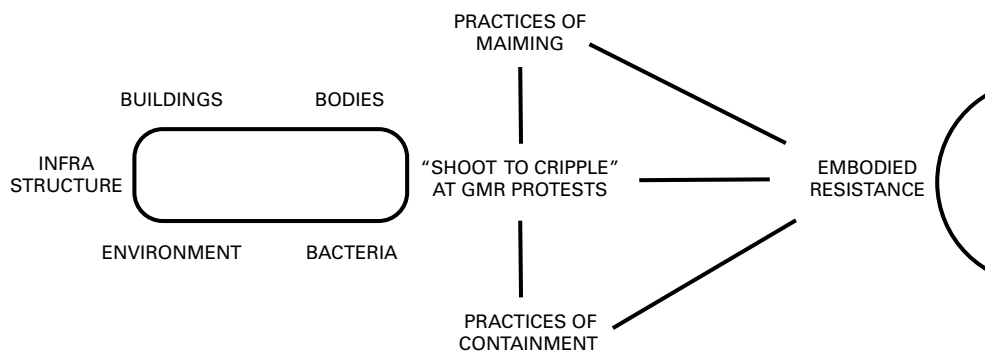 PRACTICES OF
MAIMING
BUILDINGS
BODIES
INFRA
STRUCTURE
“SHOOT TO CRIPPLE”
AT GMR PROTESTS
EMBODIED
RESISTANCE
ENVIRONMENT
BACTERIA
PRACTICES OF
CONTAINMENT